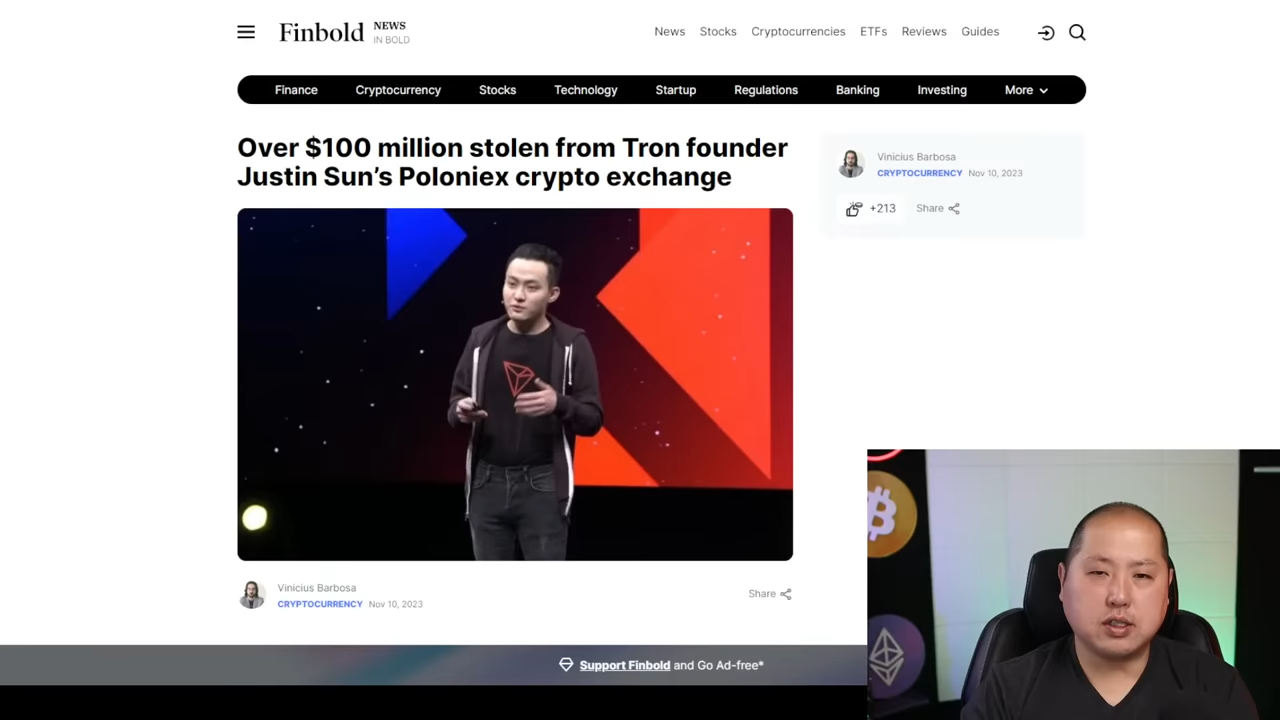 Finbold NEWS
IN BOLD
News Stocks Cryptocurrencies ETFs Reviews Guides
Finance Cryptocurrency Stocks Technology Startup Regulations Banking Investing More
Over $100 million stolen from Tron founder
Justin Sun's Poloniex crypto exchange
Vinicius Barbosa
CRYPTOCURRENCY Nov 10, 2023
+213 Share
Vinicius Barbosa
CRYPTOCURRENCY Nov 10, 2023
Share
Support Finbold and Go Ad-free*